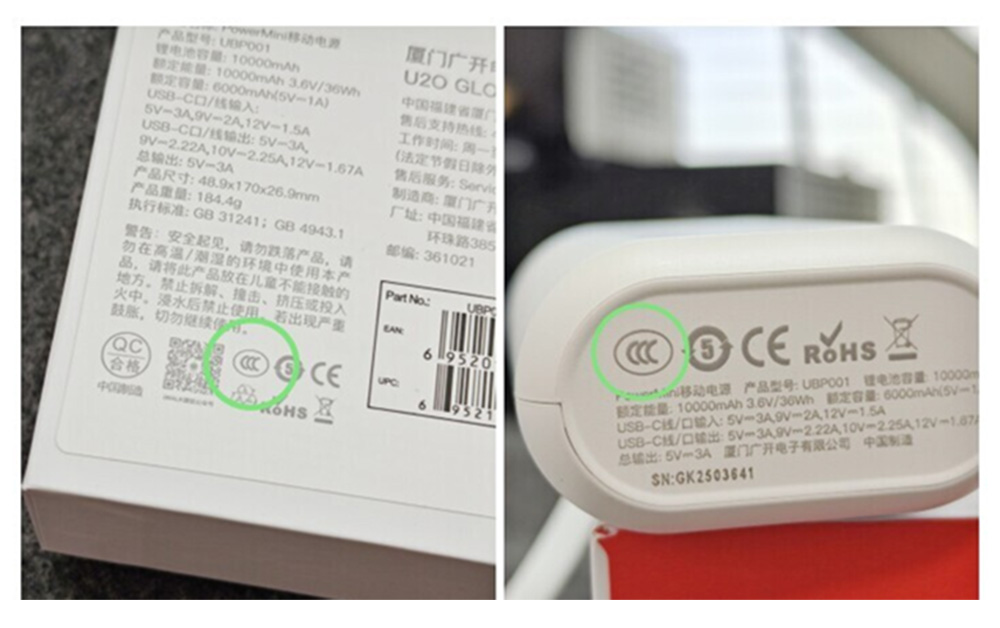 PowerMini移动电源
产品型号: UBP001
锂电池容量: 10000mAh
额定能量: 10000mAh 3.6V/36Wh
额定容量: 6000mAh(5V⎓1A)
USB-C口/线输入:
5V⎓3A,9V⎓2A,12V⎓1.5A
USB-C口/线输出: 5V⎓3A,
9V⎓2.22A,10V⎓2.25A,12V⎓1.67A
总输出: 5V⎓3A
产品尺寸: 48.9x170x26.9mm
产品重量: 184.4g
执行标准: GB 31241; GB 4943.1
警告: 安全起见, 请勿跌落产品, 请
勿在高温/潮湿的环境中使用本产
品, 请将此产品放在儿童不能接触的
地方。禁止拆解、撞击、挤压或投入
火中。浸水后禁止使用。若出现严重
鼓胀, 切勿继续使用。
QC
合格
中国制造
CCC
5
CE
RoHS
厦门广开
U2O GLO
中国福建省厦门
售后支持热线:
工作时间: 周一
(法定节假日除外
售后服务: Servic
制造商: 厦门广开
厂址: 中国福建
环珠路385
邮编: 361021
Part No.: UBP0
EAN:
6 95201
UPC:
6 9521
CCC
5
CE
RoHS
PowerMini移动电源 产品型号: UBP001 锂电池容量: 10000m
额定能量: 10000mAh 3.6V/36Wh 额定容量: 6000mAh(5V⎓1
USB-C线/口输入: 5V⎓3A,9V⎓2A,12V⎓1.5A
USB-C线/口输出: 5V⎓3A,9V⎓2.22A,10V⎓2.25A,12V⎓1.67A
总输出: 5V⎓3A 厦门广开电子有限公司 中国制造
SN:GK2503641